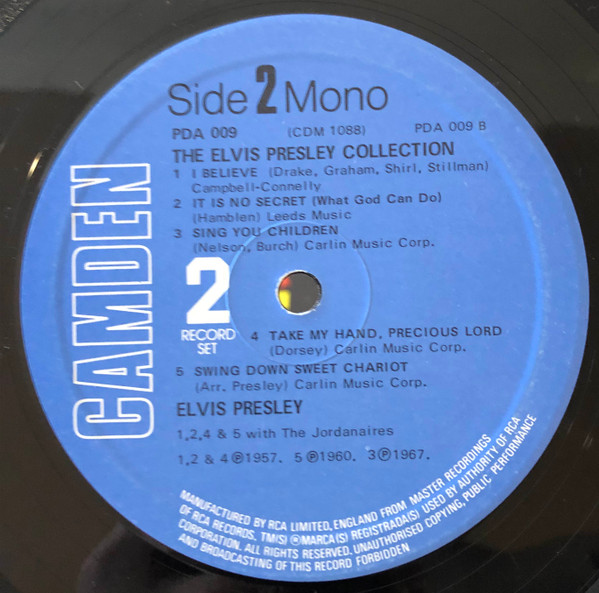 Side 2 Mono
PDA 009 (CDM 1088) PDA 009 B
THE ELVIS PRESLEY COLLECTION
1 I BELIEVE (Drake, Graham, Shirl, Stillman)
Campbell-Connelly
2 IT IS NO SECRET (What God Can Do)
(Hamblen) Leeds Music
3 SING YOU CHILDREN
(Nelson, Burch) Carlin Music Corp.
CAMDEN
2
RECORD
SET
4 TAKE MY HAND, PRECIOUS LORD
(Dorsey) Carlin Music Corp.
5 SWING DOWN SWEET CHARIOT
(Arr. Presley) Carlin Music Corp.
ELVIS PRESLEY
1,2,4 & 5 with The Jordanaires
1,2 & 4 ℗1957. 5 ℗1960. 3 ℗1967.
MANUFACTURED BY RCA LIMITED, ENGLAND FROM MASTER RECORDINGS
OF RCA RECORDS. TM(S) ® MARCA(S) REGISTRADA(S) USED BY AUTHORITY OF RCA
CORPORATION. ALL RIGHTS RESERVED. UNAUTHORISED COPYING, PUBLIC PERFORMANCE
AND BROADCASTING OF THIS RECORD FORBIDDEN